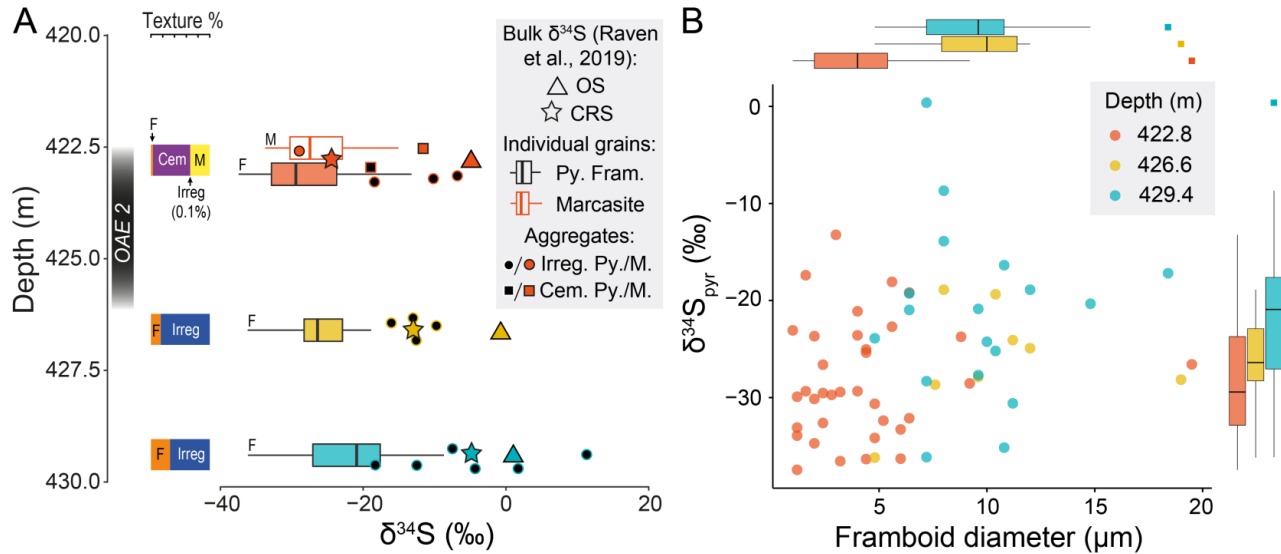 A
Texture %
420.0
422.5
425.0
427.5
430.0
Depth (m)
OAE 2
F
Cem
M
Irreg
(0.1%)
M
F
F
Irreg
F
F
Irreg
F
−40
−20
0
20
δ³⁴S (‰)
Bulk δ³⁴S (Raven
et al., 2019):
OS
CRS
Individual grains:
Py. Fram.
Marcasite
Aggregates:
/ Irreg. Py./M.
/ Cem. Py./M.
B
Depth (m)
422.8
426.6
429.4
0
−10
−20
−30
δ³⁴Spyr (‰)
5
10
15
20
Framboid diameter (μm)